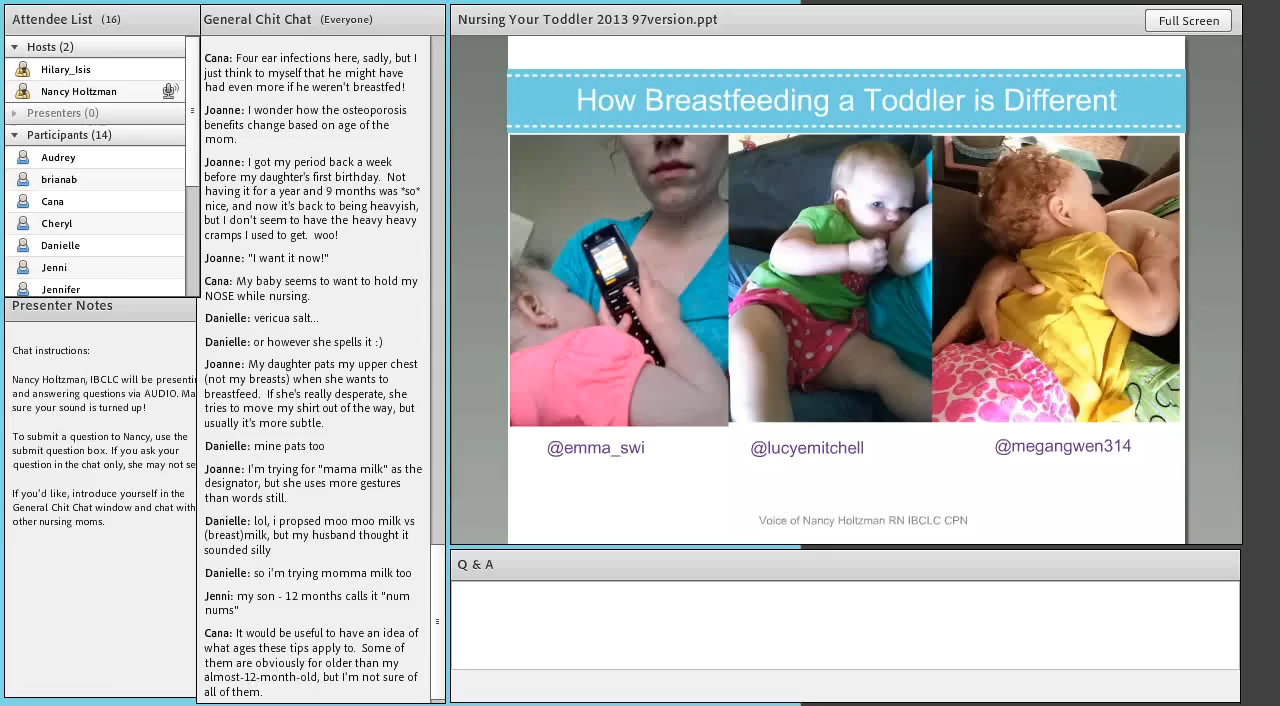 Attendee List (16)
Hosts (2)
Hilary_Isis
Nancy Holtzman
Presenters (0)
Participants (14)
Audrey
brianab
Cana
Cheryl
Danielle
Jenni
Jennifer
Presenter Notes
Chat instructions:
Nancy Holtzman, IBCLC will be
and answering questions via AUDIO.
sure your sound is turned up!
To submit a question to Nancy, use the
submit question box. If you ask your
question in the chat only, she may not
If you'd like, introduce yourself in the
General Chit Chat window and chat with
other nursing moms.
General Chit Chat (Everyone)
Cana: Four ear infections here, sadly, but I
just think to myself that he might have
had even more if he weren't breastfed!
Joanne: I wonder how the osteoporosis
benefits change based on age of the
mom.
Joanne: I got my period back a week
before my daughter's first birthday. Not
having it for a year and 9 months was *so*
nice, and now it's back to being heavyish,
but I don't seem to have the heavy heavy
cramps I used to get. woo!
Joanne: "I want it now!"
Cana: My baby seems to want to hold my
NOSE while nursing.
Danielle: vericua salt...
Danielle: or however she spells it :)
Joanne: My daughter pats my upper chest
(not my breasts) when she wants to
breastfeed. If she's really desperate, she
tries to move my shirt out of the way, but
usually it's more subtle.
Danielle: mine pats too
Joanne: I'm trying for "mama milk" as the
designator, but she uses more gestures
than words still.
Danielle: lol, i propsed moo moo milk vs
(breast)milk, but my husband thought it
sounded silly
Danielle: so i'm trying momma milk too
Jenni: my son - 12 months calls it "num
nums"
Cana: It would be useful to have an idea of
what ages these tips apply to. Some of
them are obviously for older than my
almost-12-month-old, but I'm not sure of
all of them.
Nursing Your Toddler 2013 97version.ppt
Full Screen
How Breastfeeding a Toddler is Different
@emma_swi
@lucyemitchell
@megangwen314
Voice of Nancy Holtzman RN IBCLC CPN
Q & A